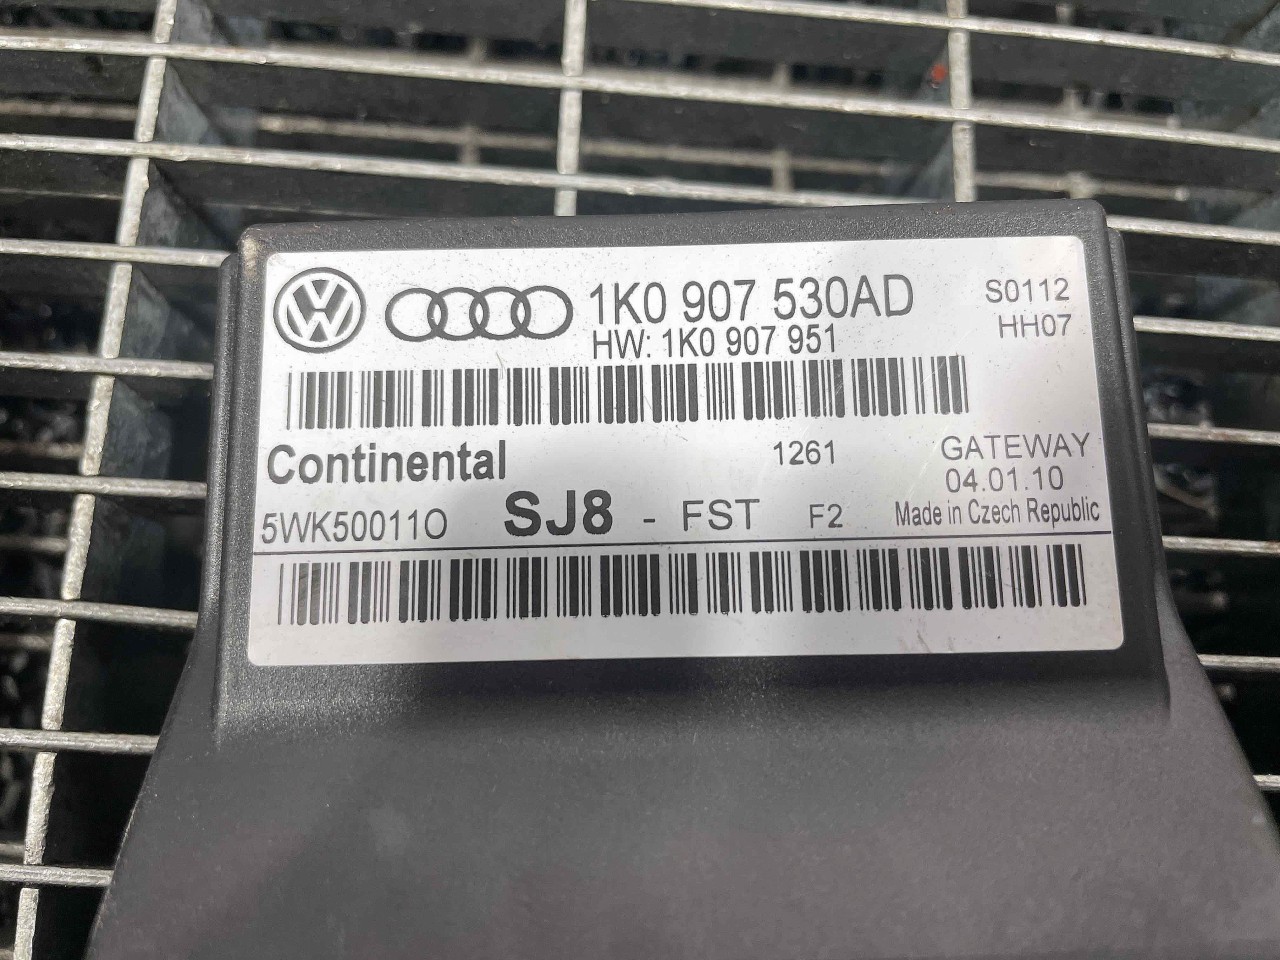 1K0 907 530AD
S0112
HW: 1K0 907 951
HH07
Continental
1261
GATEWAY
04.01.10
5WK50011O
SJ8 - FST F2
Made in Czech Republic